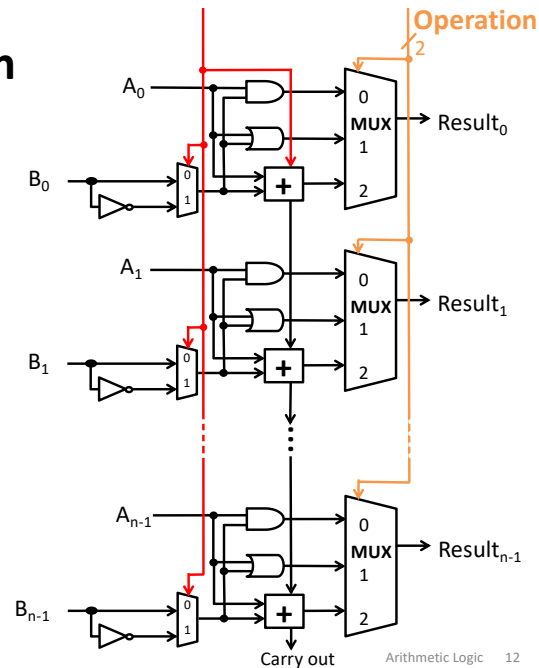 Operation
n
2
A0
0
MUX
Result0
1
+
2
B0
0
1
A1
0
MUX
Result1
1
+
2
B1
0
1
An-1
0
MUX
Resultn-1
1
+
2
Bn-1
0
1
Carry out
Arithmetic Logic 12